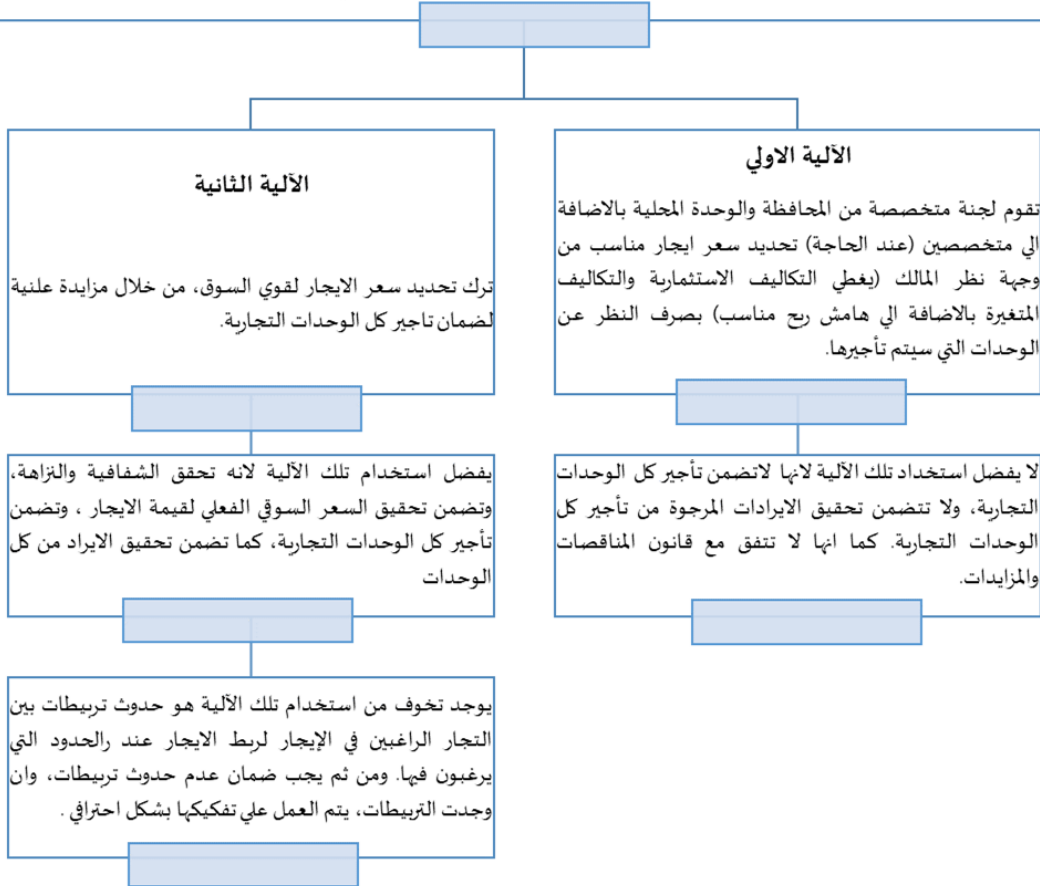 الآلية الاولي
تقوم لجنة متخصصة من المحافظة والوحدة المحلية بالاضافة
الي متخصصين (عند الحاجة) تحديد سعر ايجار مناسب من
وجهة نظر المالك (يغطي التكاليف الاستثمارية والتكاليف
المتغيرة بالاضافة الي هامش ربح مناسب) بصرف النظر عن
الوحدات التي سيتم تأجيرها.
لا يفضل استخداد تلك الآلية لانها لاتضمن تأجير كل الوحدات
التجارية، ولا تتضمن تحقيق الايرادات المرجوة من تأجير كل
الوحدات التجارية. كما انها لا تتفق مع قانون المناقصات
والمزايدات.
الآلية الثانية
ترك تحديد سعر الايجار لقوي السوق، من خلال مزايدة علنية
لضمان تاجير كل الوحدات التجارية.
يفضل استخدام تلك الآلية لانه تحقق الشفافية والنزاهة،
وتضمن تحقيق السعر السوقي الفعلي لقيمة الايجار ، وتضمن
تأجير كل الوحدات التجارية، كما تضمن تحقيق الايراد من كل
الوحدات
يوجد تخوف من استخدام تلك الآلية هو حدوث تربيطات بين
التجار الراغبين في الإيجار لربط الايجار عند رالحدود التي
يرغبون فيها. ومن ثم يجب ضمان عدم حدوث تربيطات، وان
وجدت التربيطات، يتم العمل علي تفكيكها بشكل احترافي .